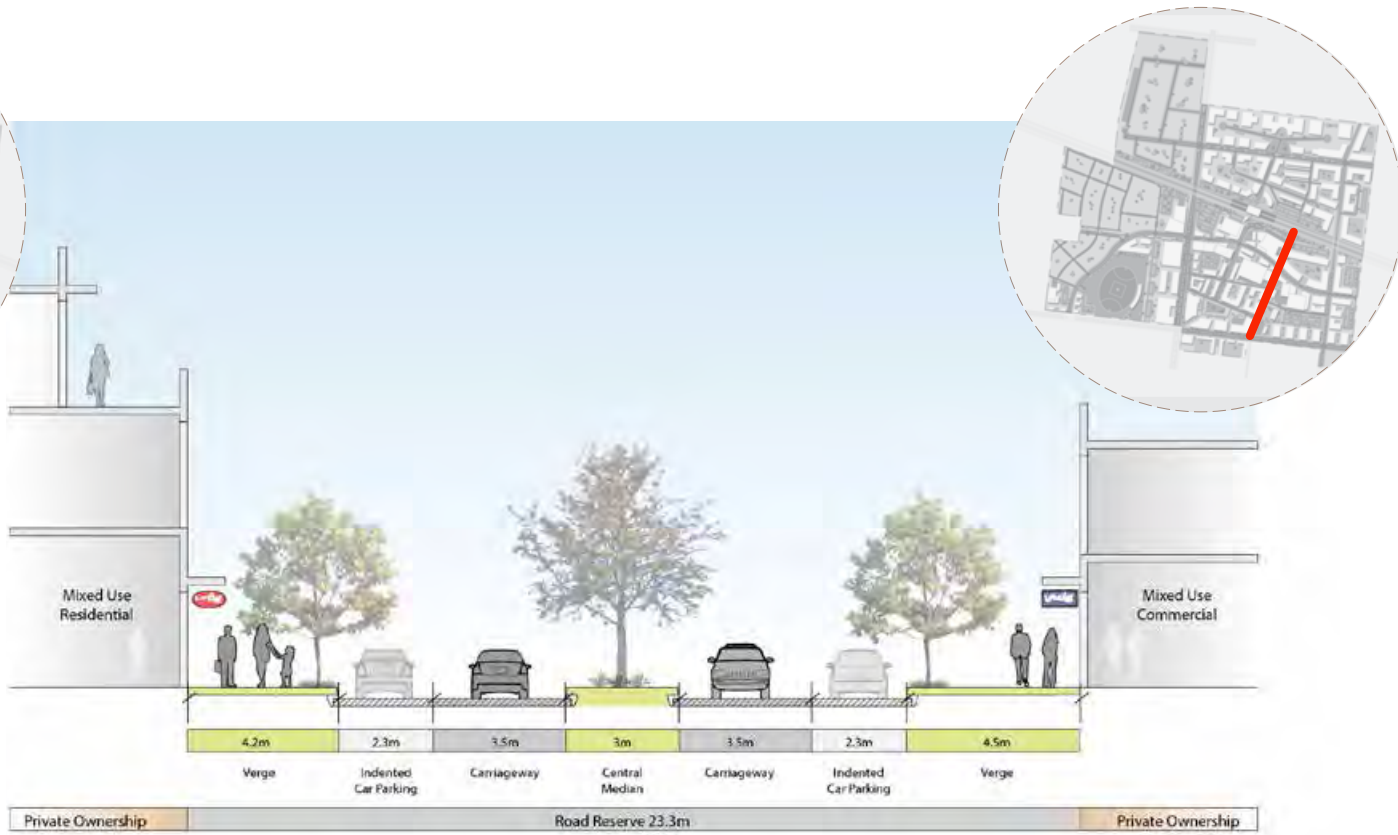 Mixed Use
Residential
Mixed Use
Commercial
4.2m
2.3m
3.5m
3m
3.5m
2.3m
4.5m
Verge
Indented
Car Parking
Carriageway
Central
Median
Carriageway
Indented
Car Parking
Verge
Private Ownership
Road Reserve 23.3m
Private Ownership